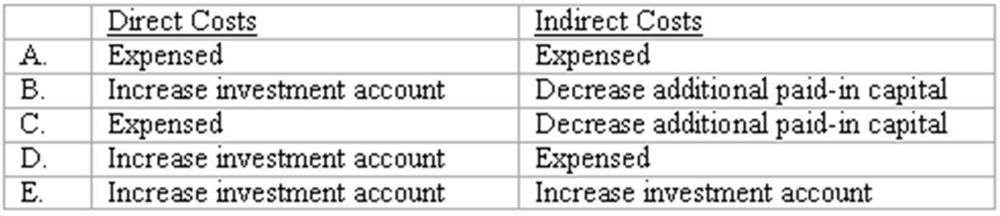 Direct Costs Indirect Costs
A. Expensed Expensed
B. Increase investment account Decrease additional paid-in capital
C. Expensed Decrease additional paid-in capital
D. Increase investment account Expensed
E. Increase investment account Increase investment account